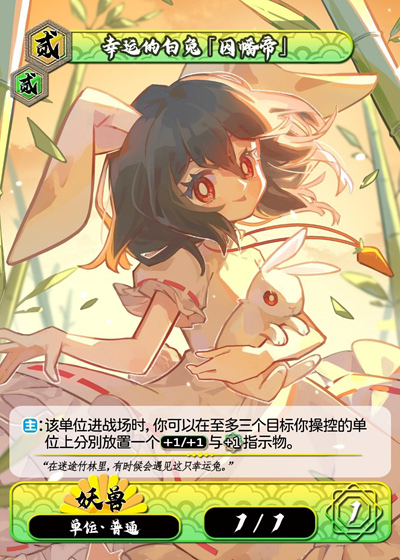 贰 幸运的白兔「因幡帝」
贰
主:该单位进战场时，你可以在至多三个目标你操控的单
位上分别放置一个 +1/+1 与 +1 指示物。
“在迷途竹林里，有时候会遇见这只幸运兔。”
妖兽
单位·普通 1/1 1